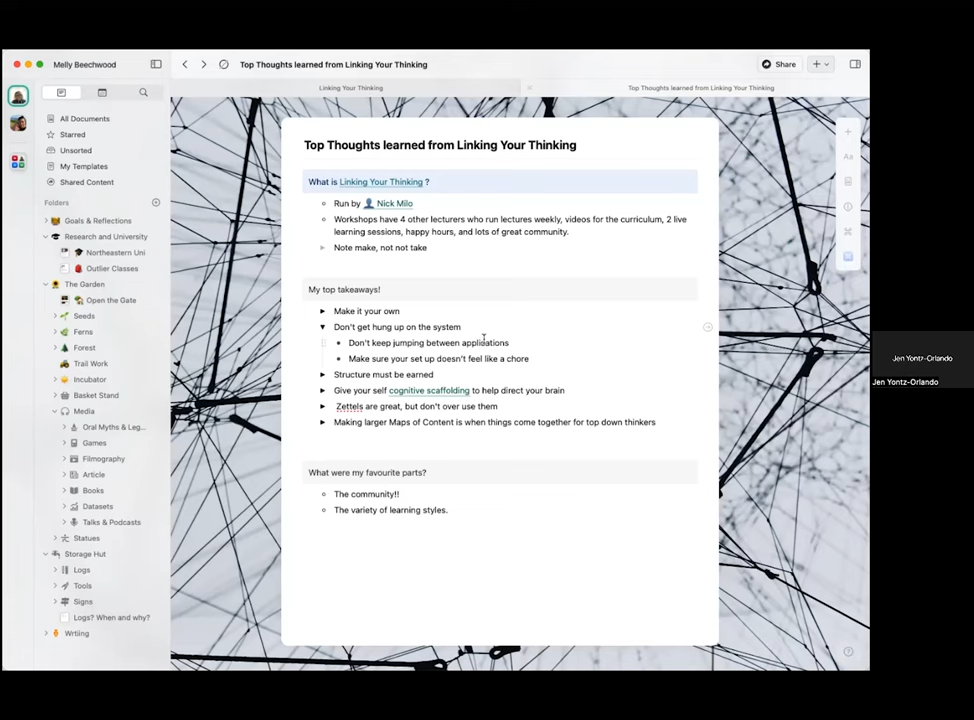 Melly Beechwood
Top Thoughts learned from Linking Your Thinking
Share
Linking Your Thinking
Top Thoughts learned from Linking Your Thinking
All Documents
Starred
Unsorted
My Templates
Shared Content
Folders
Goals & Reflections
Research and University
Northeastern Uni
Outlier Classes
The Garden
Open the Gate
Seeds
Ferns
Forest
Trail Work
Incubator
Basket Stand
Media
Oral Myths & Leg...
Games
Filmography
Article
Books
Datasets
Talks & Podcasts
Statues
Storage Hut
Logs
Tools
Signs
Logs? When and why?
Wrtiing
Top Thoughts learned from Linking Your Thinking
What is Linking Your Thinking ?
Run by Nick Milo
Workshops have 4 other lecturers who run lectures weekly, videos for the curriculum, 2 live
learning sessions, happy hours, and lots of great community.
Note make, not not take
My top takeaways!
Make it your own
Don't get hung up on the system
Don't keep jumping between applications
Make sure your set up doesn't feel like a chore
Structure must be earned
Give your self cognitive scaffolding to help direct your brain
Zettels are great, but don't over use them
Making larger Maps of Content is when things come together for top down thinkers
What were my favourite parts?
The community!!
The variety of learning styles.
Aa
Jen Yontz-Orlando
Jen Yontz-Orlando